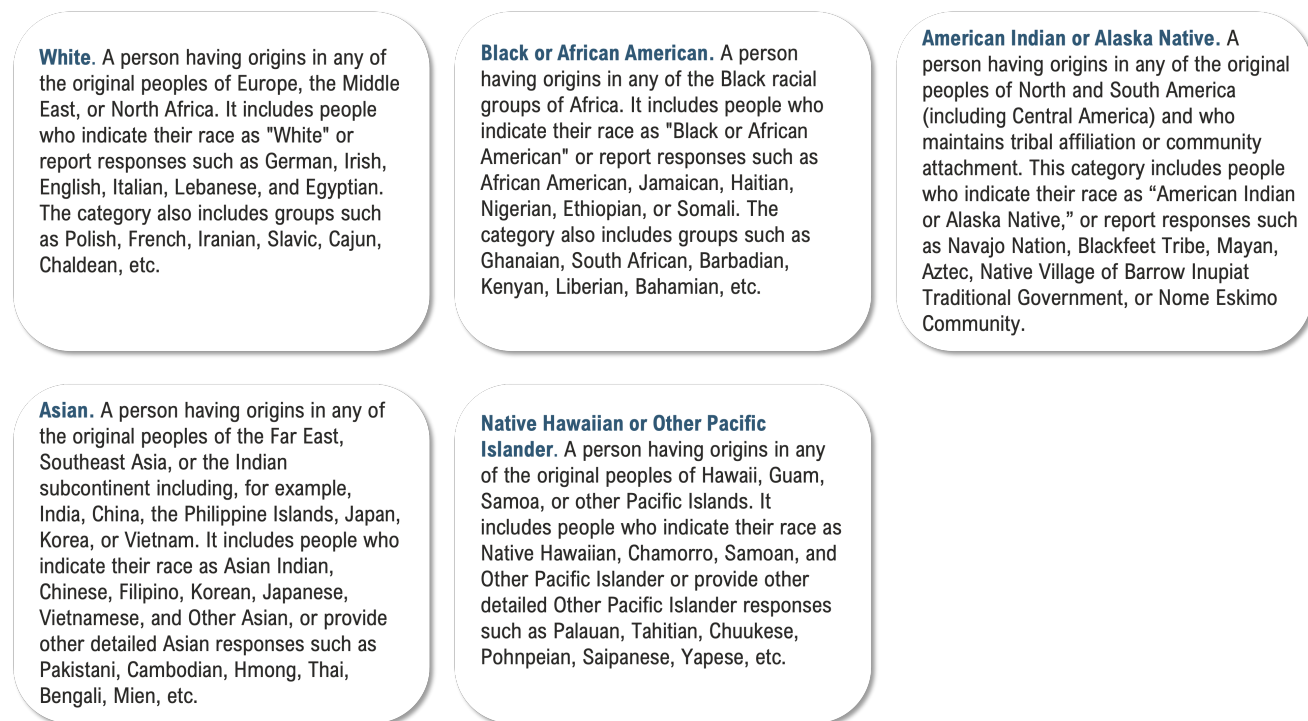 White. A person having origins in any of
the original peoples of Europe, the Middle
East, or North Africa. It includes people
who indicate their race as "White" or
report responses such as German, Irish,
English, Italian, Lebanese, and Egyptian.
The category also includes groups such
as Polish, French, Iranian, Slavic, Cajun,
Chaldean, etc.
Black or African American. A person
having origins in any of the Black racial
groups of Africa. It includes people who
indicate their race as "Black or African
American" or report responses such as
African American, Jamaican, Haitian,
Nigerian, Ethiopian, or Somali. The
category also includes groups such as
Ghanaian, South African, Barbadian,
Kenyan, Liberian, Bahamian, etc.
American Indian or Alaska Native. A
person having origins in any of the original
peoples of North and South America
(including Central America) and who
maintains tribal affiliation or community
attachment. This category includes people
who indicate their race as “American Indian
or Alaska Native,” or report responses such
as Navajo Nation, Blackfeet Tribe, Mayan,
Aztec, Native Village of Barrow Inupiat
Traditional Government, or Nome Eskimo
Community.
Asian. A person having origins in any of
the original peoples of the Far East,
Southeast Asia, or the Indian
subcontinent including, for example,
India, China, the Philippine Islands, Japan,
Korea, or Vietnam. It includes people who
indicate their race as Asian Indian,
Chinese, Filipino, Korean, Japanese,
Vietnamese, and Other Asian, or provide
other detailed Asian responses such as
Pakistani, Cambodian, Hmong, Thai,
Bengali, Mien, etc.
Native Hawaiian or Other Pacific
Islander. A person having origins in any
of the original peoples of Hawaii, Guam,
Samoa, or other Pacific Islands. It
includes people who indicate their race as
Native Hawaiian, Chamorro, Samoan, and
Other Pacific Islander or provide other
detailed Other Pacific Islander responses
such as Palauan, Tahitian, Chuukese,
Pohnpeian, Saipanese, Yapese, etc.